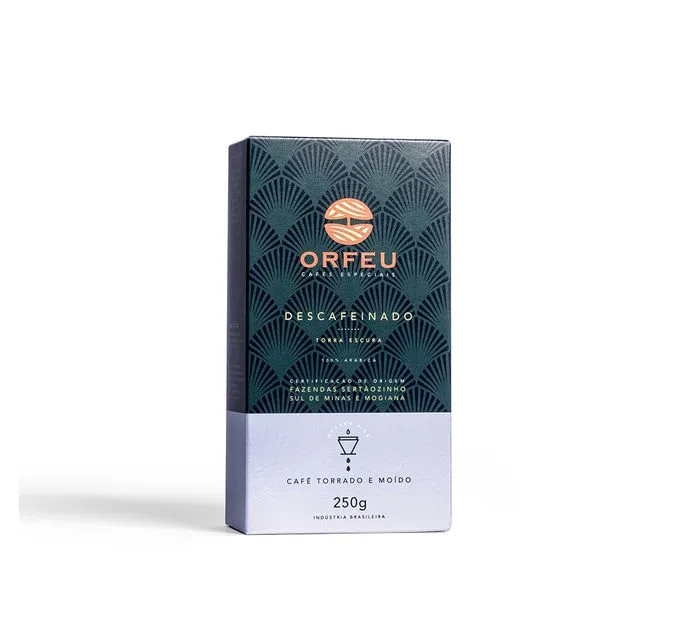 ORFEU
CAFÉS ESPECIAIS
DESCAFEINADO
TORRA ESCURA
100% ARÁBICA
CERTIFICAÇÃO DE ORIGEM
FAZENDAS SERTÃOZINHO
SUL DE MINAS E MOGIANA
CAFÉ TORRADO E MOÍDO
250g
INDÚSTRIA BRASILEIRA